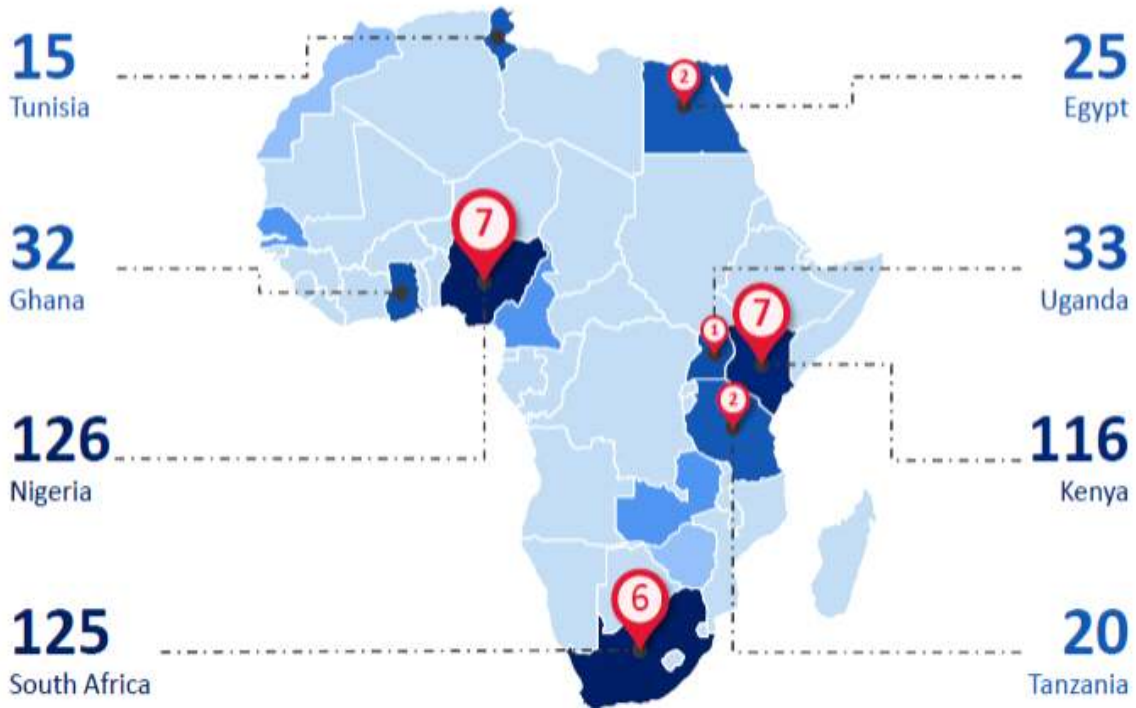 15
Tunisia
25
Egypt
2
32
Ghana
7
33
Uganda
1
7
2
126
Nigeria
116
Kenya
6
125
South Africa
20
Tanzania